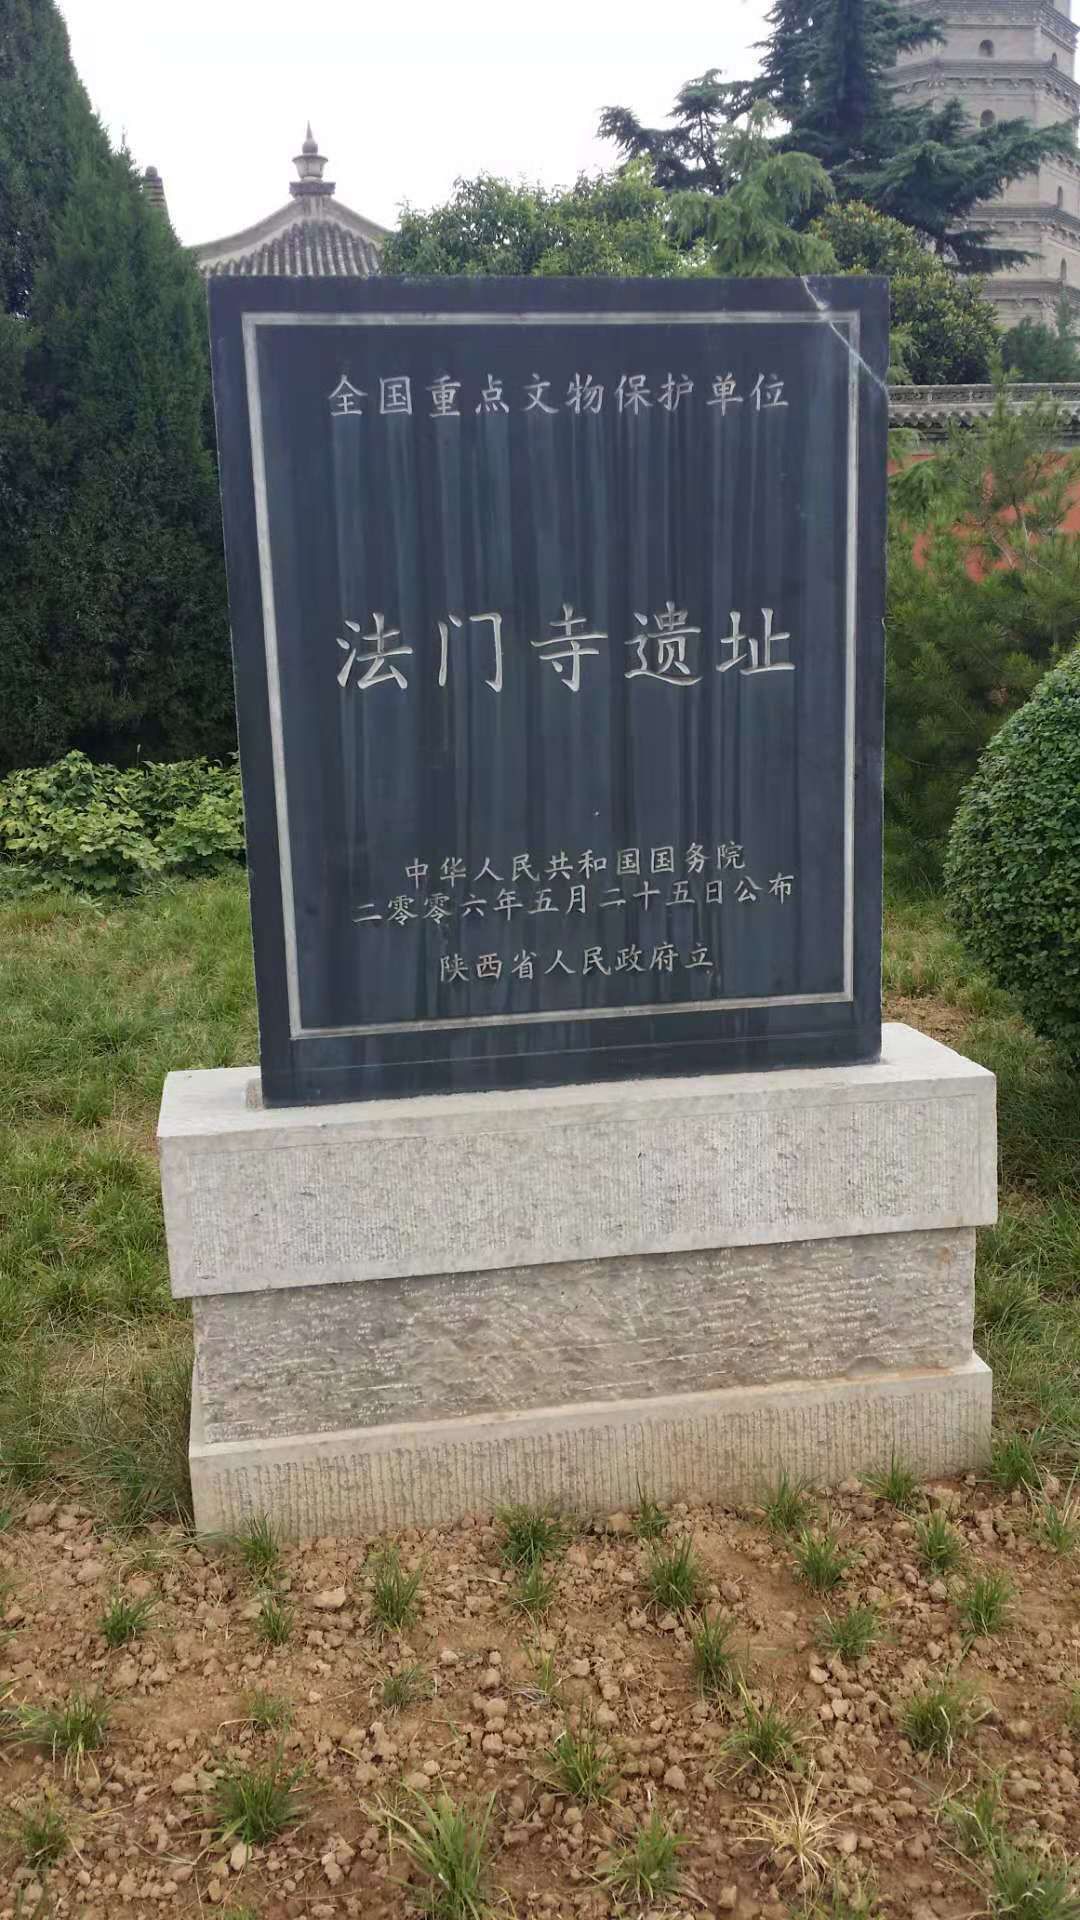 全国重点文物保护单位
法门寺遗址
中华人民共和国国务院
二零零六年五月二十五日公布
陕西省人民政府立